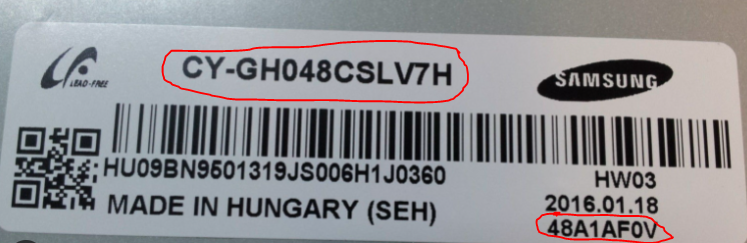 LEAD-FREE
CY-GH048CSLV7H
SAMSUNG
HU09BN9501319JS006H1J0360
HW03
MADE IN HUNGARY (SEH)
2016.01.18
48A1AF0V